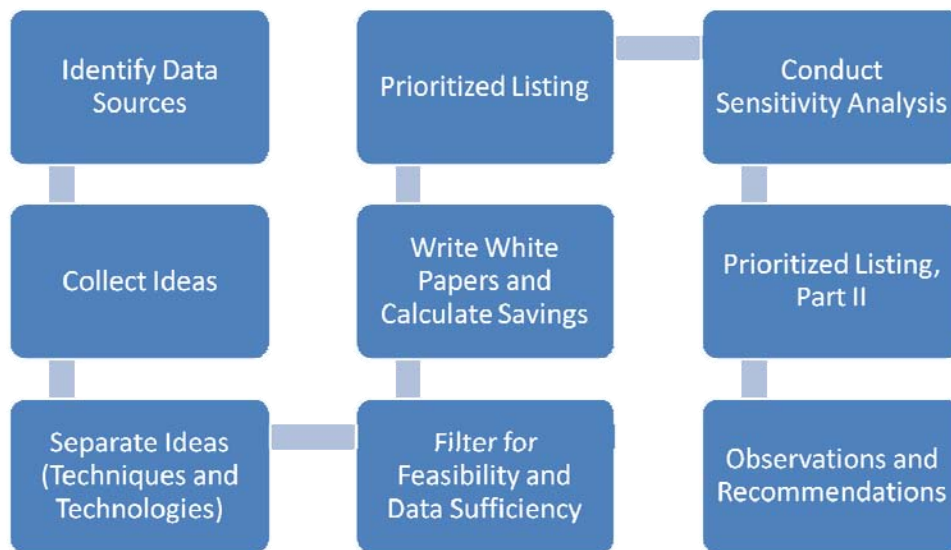 Identify Data
Sources
Collect Ideas
Separate Ideas
(Techniques and
Technologies)
Filter for
Feasibility and
Data Sufficiency
Write White
Papers and
Calculate Savings
Prioritized Listing
Conduct
Sensitivity Analysis
Prioritized Listing,
Part II
Observations and
Recommendations